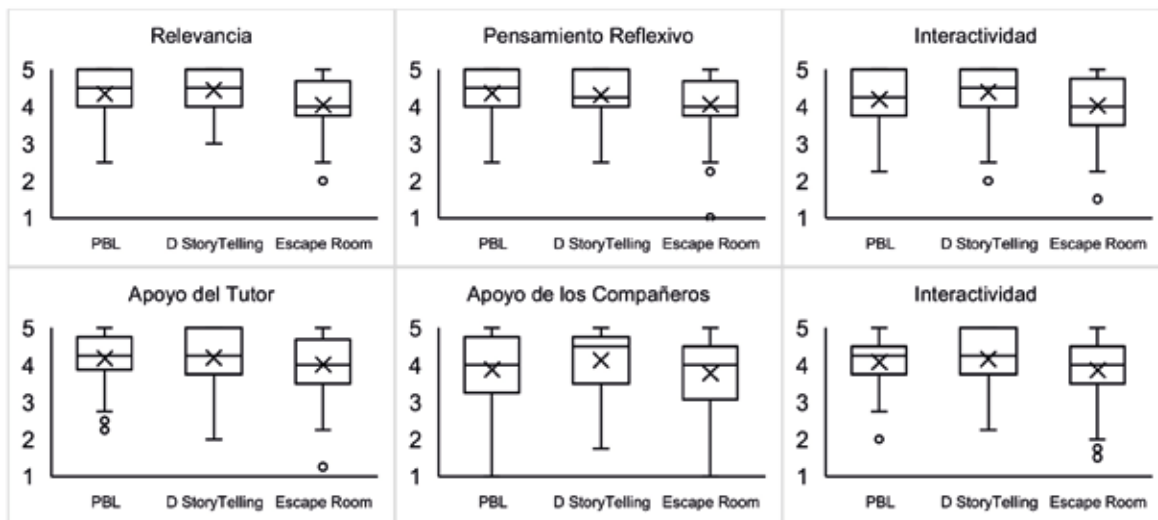 Relevancia
5
4
3
2
1
PBL D StoryTelling Escape Room
Pensamiento Reflexivo
5
4
3
2
1
PBL D StoryTelling Escape Room
Interactividad
5
4
3
2
1
PBL D StoryTelling Escape Room
Apoyo del Tutor
5
4
3
2
1
PBL D StoryTelling Escape Room
Apoyo de los Compañeros
5
4
3
2
1
PBL D StoryTelling Escape Room
Interactividad
5
4
3
2
1
PBL D StoryTelling Escape Room